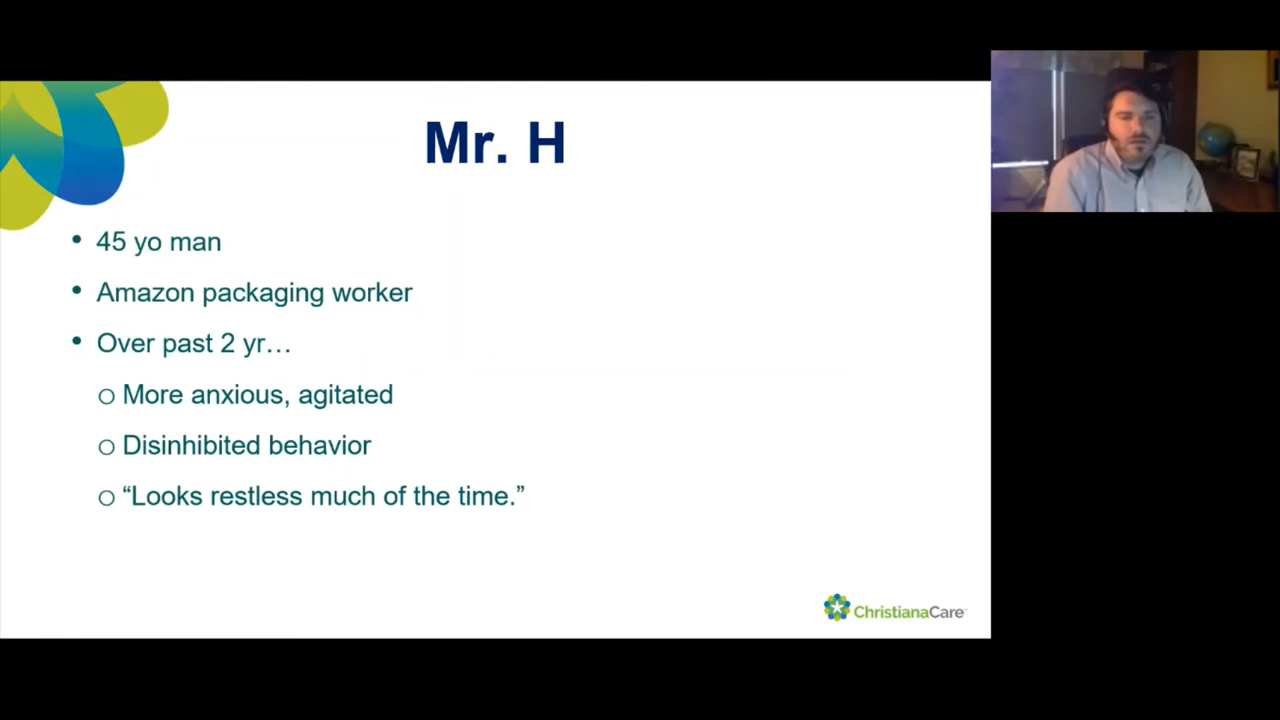 Mr. H
• 45 yo man
• Amazon packaging worker
• Over past 2 yr…
o More anxious, agitated
o Disinhibited behavior
o “Looks restless much of the time.”
ChristianaCare™